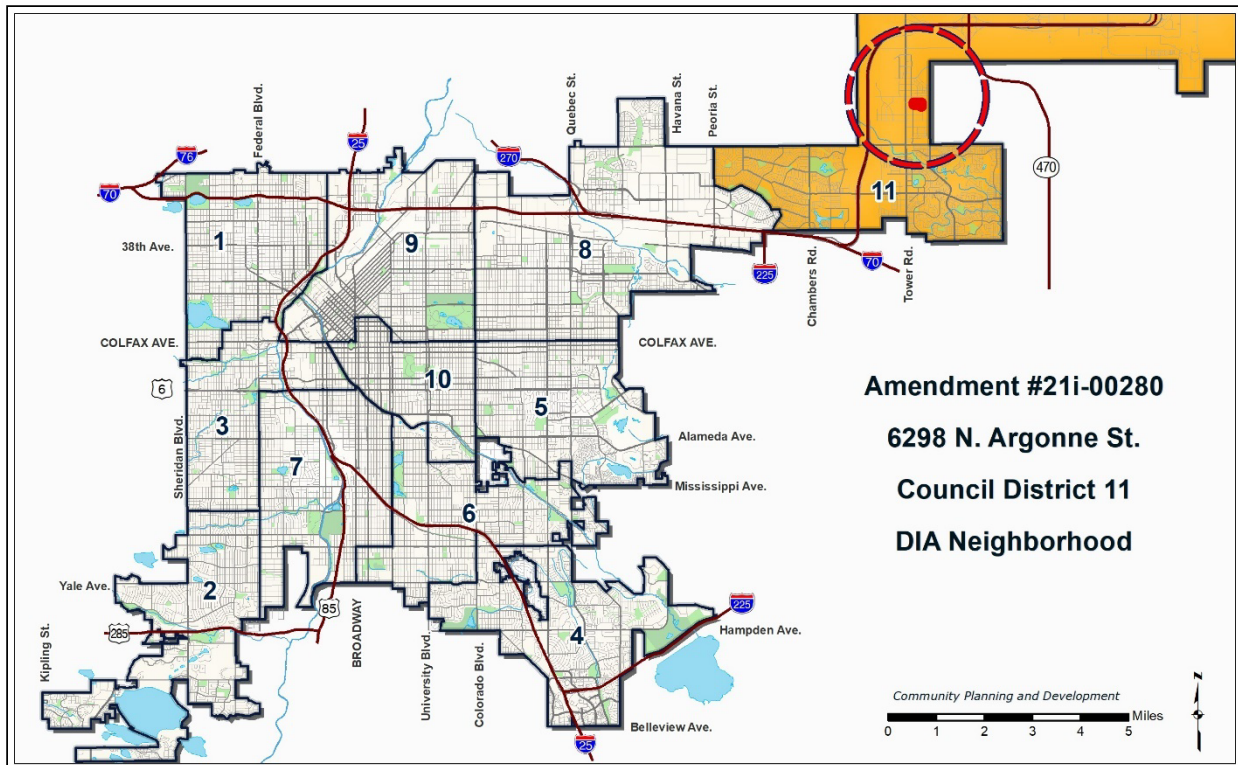 Federal Blvd.
Quebec St.
Havana St.
Peoria St.
76
25
270
70
470
11
1
9
8
38th Ave.
225
70
Chambers Rd.
Tower Rd.
COLFAX AVE.
COLFAX AVE.
6
10
5
3
Sheridan Blvd.
7
Alameda Ave.
Mississippi Ave.
6
Amendment #21i-00280
6298 N. Argonne St.
Council District 11
DIA Neighborhood
Yale Ave.
2
85
285
BROADWAY
University Blvd.
Colorado Blvd.
4
225
Hampden Ave.
Kipling St.
Belleview Ave.
25
Community Planning and Development
Miles
0 1 2 3 4 5
N